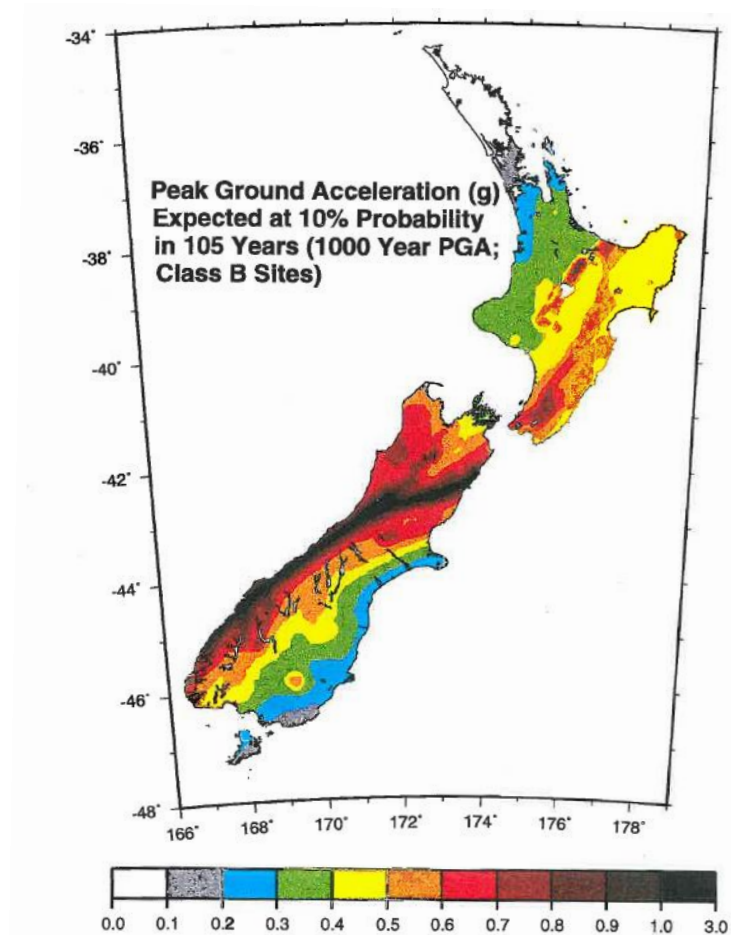 -34°
-36°
Peak Ground Acceleration (g)
Expected at 10% Probability
in 105 Years (1000 Year PGA;
Class B Sites)
-38°
-40°
-42°
-44°
-46°
-48°
166° 168° 170° 172° 174° 176° 178°
0.0 0.1 0.2 0.3 0.4 0.5 0.6 0.7 0.8 0.9 1.0 3.0